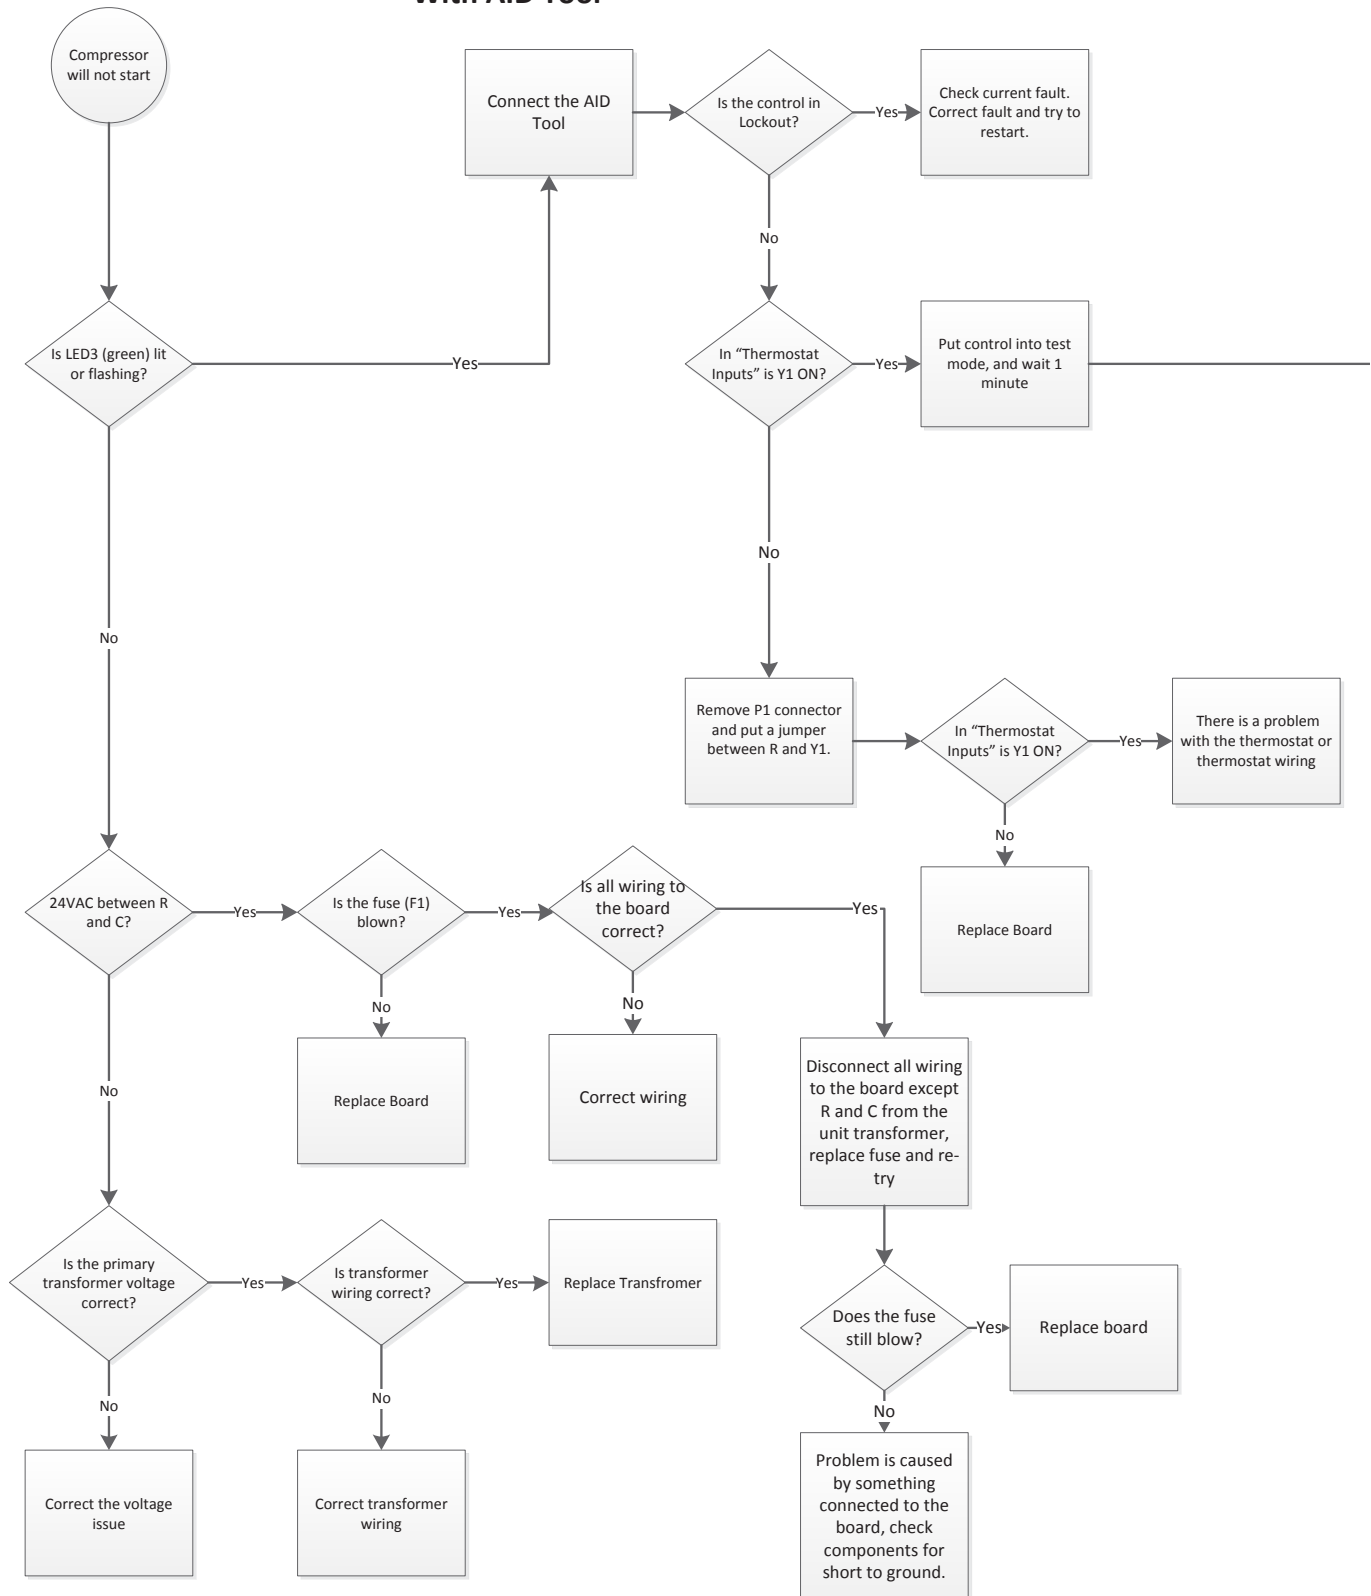 With AID Tool
Compressor
will not start
Connect the AID
Tool
Is the control in
Lockout?
Yes
Check current fault.
Correct fault and try to
restart.
No
Is LED3 (green) lit
or flashing?
Yes
In “Thermostat
Inputs” is Y1 ON?
Yes
Put control into test
mode, and wait 1
minute
No
No
Remove P1 connector
and put a jumper
between R and Y1.
In “Thermostat
Inputs” is Y1 ON?
Yes
There is a problem
with the thermostat or
thermostat wiring
No
Replace Board
24VAC between R
and C?
Yes
Is the fuse (F1)
blown?
Yes
Is all wiring to
the board
correct?
Yes
No
Replace Board
No
Correct wiring
Disconnect all wiring
to the board except
R and C from the
unit transformer,
replace fuse and re-
try
No
Is the primary
transformer voltage
correct?
Yes
Is transformer
wiring correct?
Yes
Replace Transfromer
Does the fuse
still blow?
Yes
Replace board
No
Correct the voltage
issue
No
Correct transformer
wiring
No
Problem is caused
by something
connected to the
board, check
components for
short to ground.